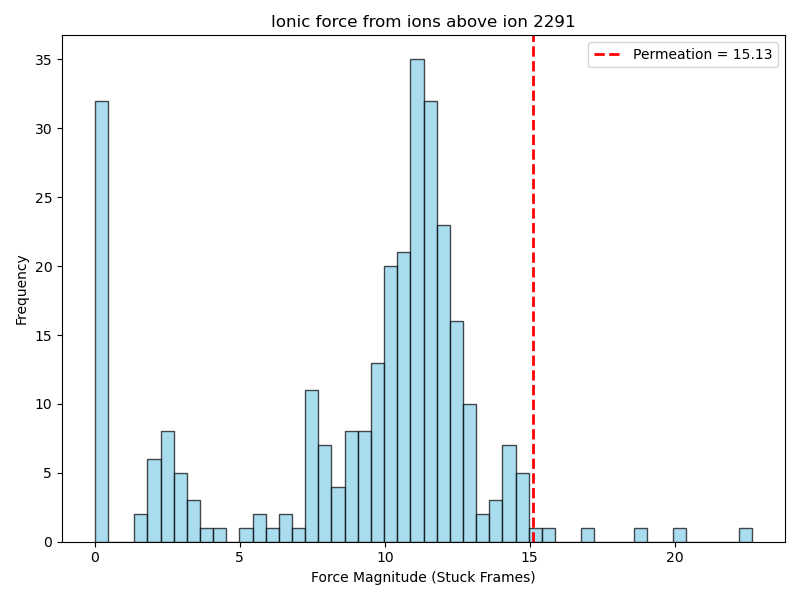 Ionic force from ions above ion 2291
Permeation = 15.13
Frequency
35
30
25
20
15
10
5
0
0 5 10 15 20
Force Magnitude (Stuck Frames)